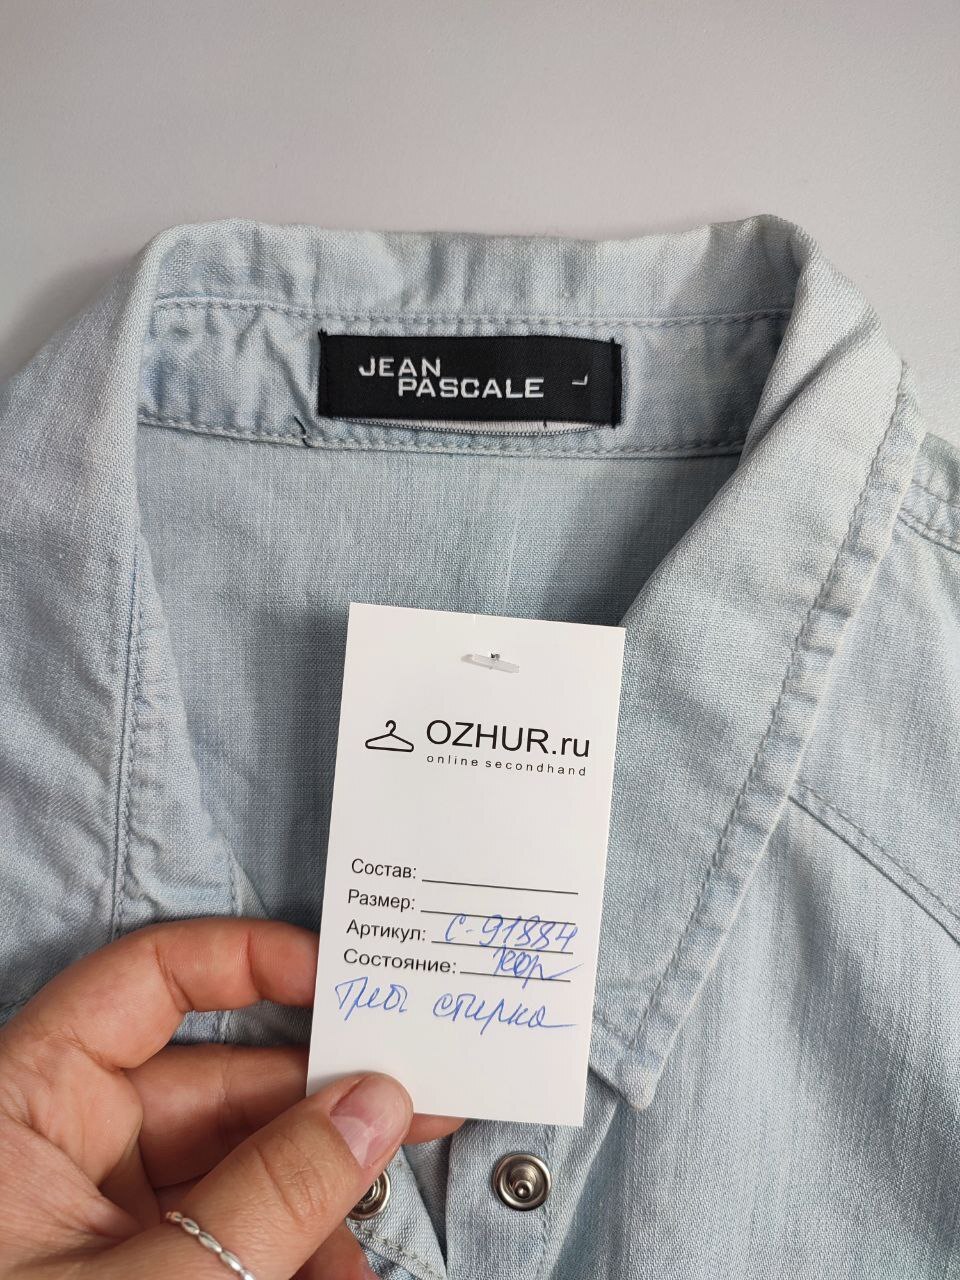 JEAN
PASCALE L
OZHUR.ru
online secondhand
Состав:
Размер:
Артикул: С-91884
Состояние: хор
треб стирка